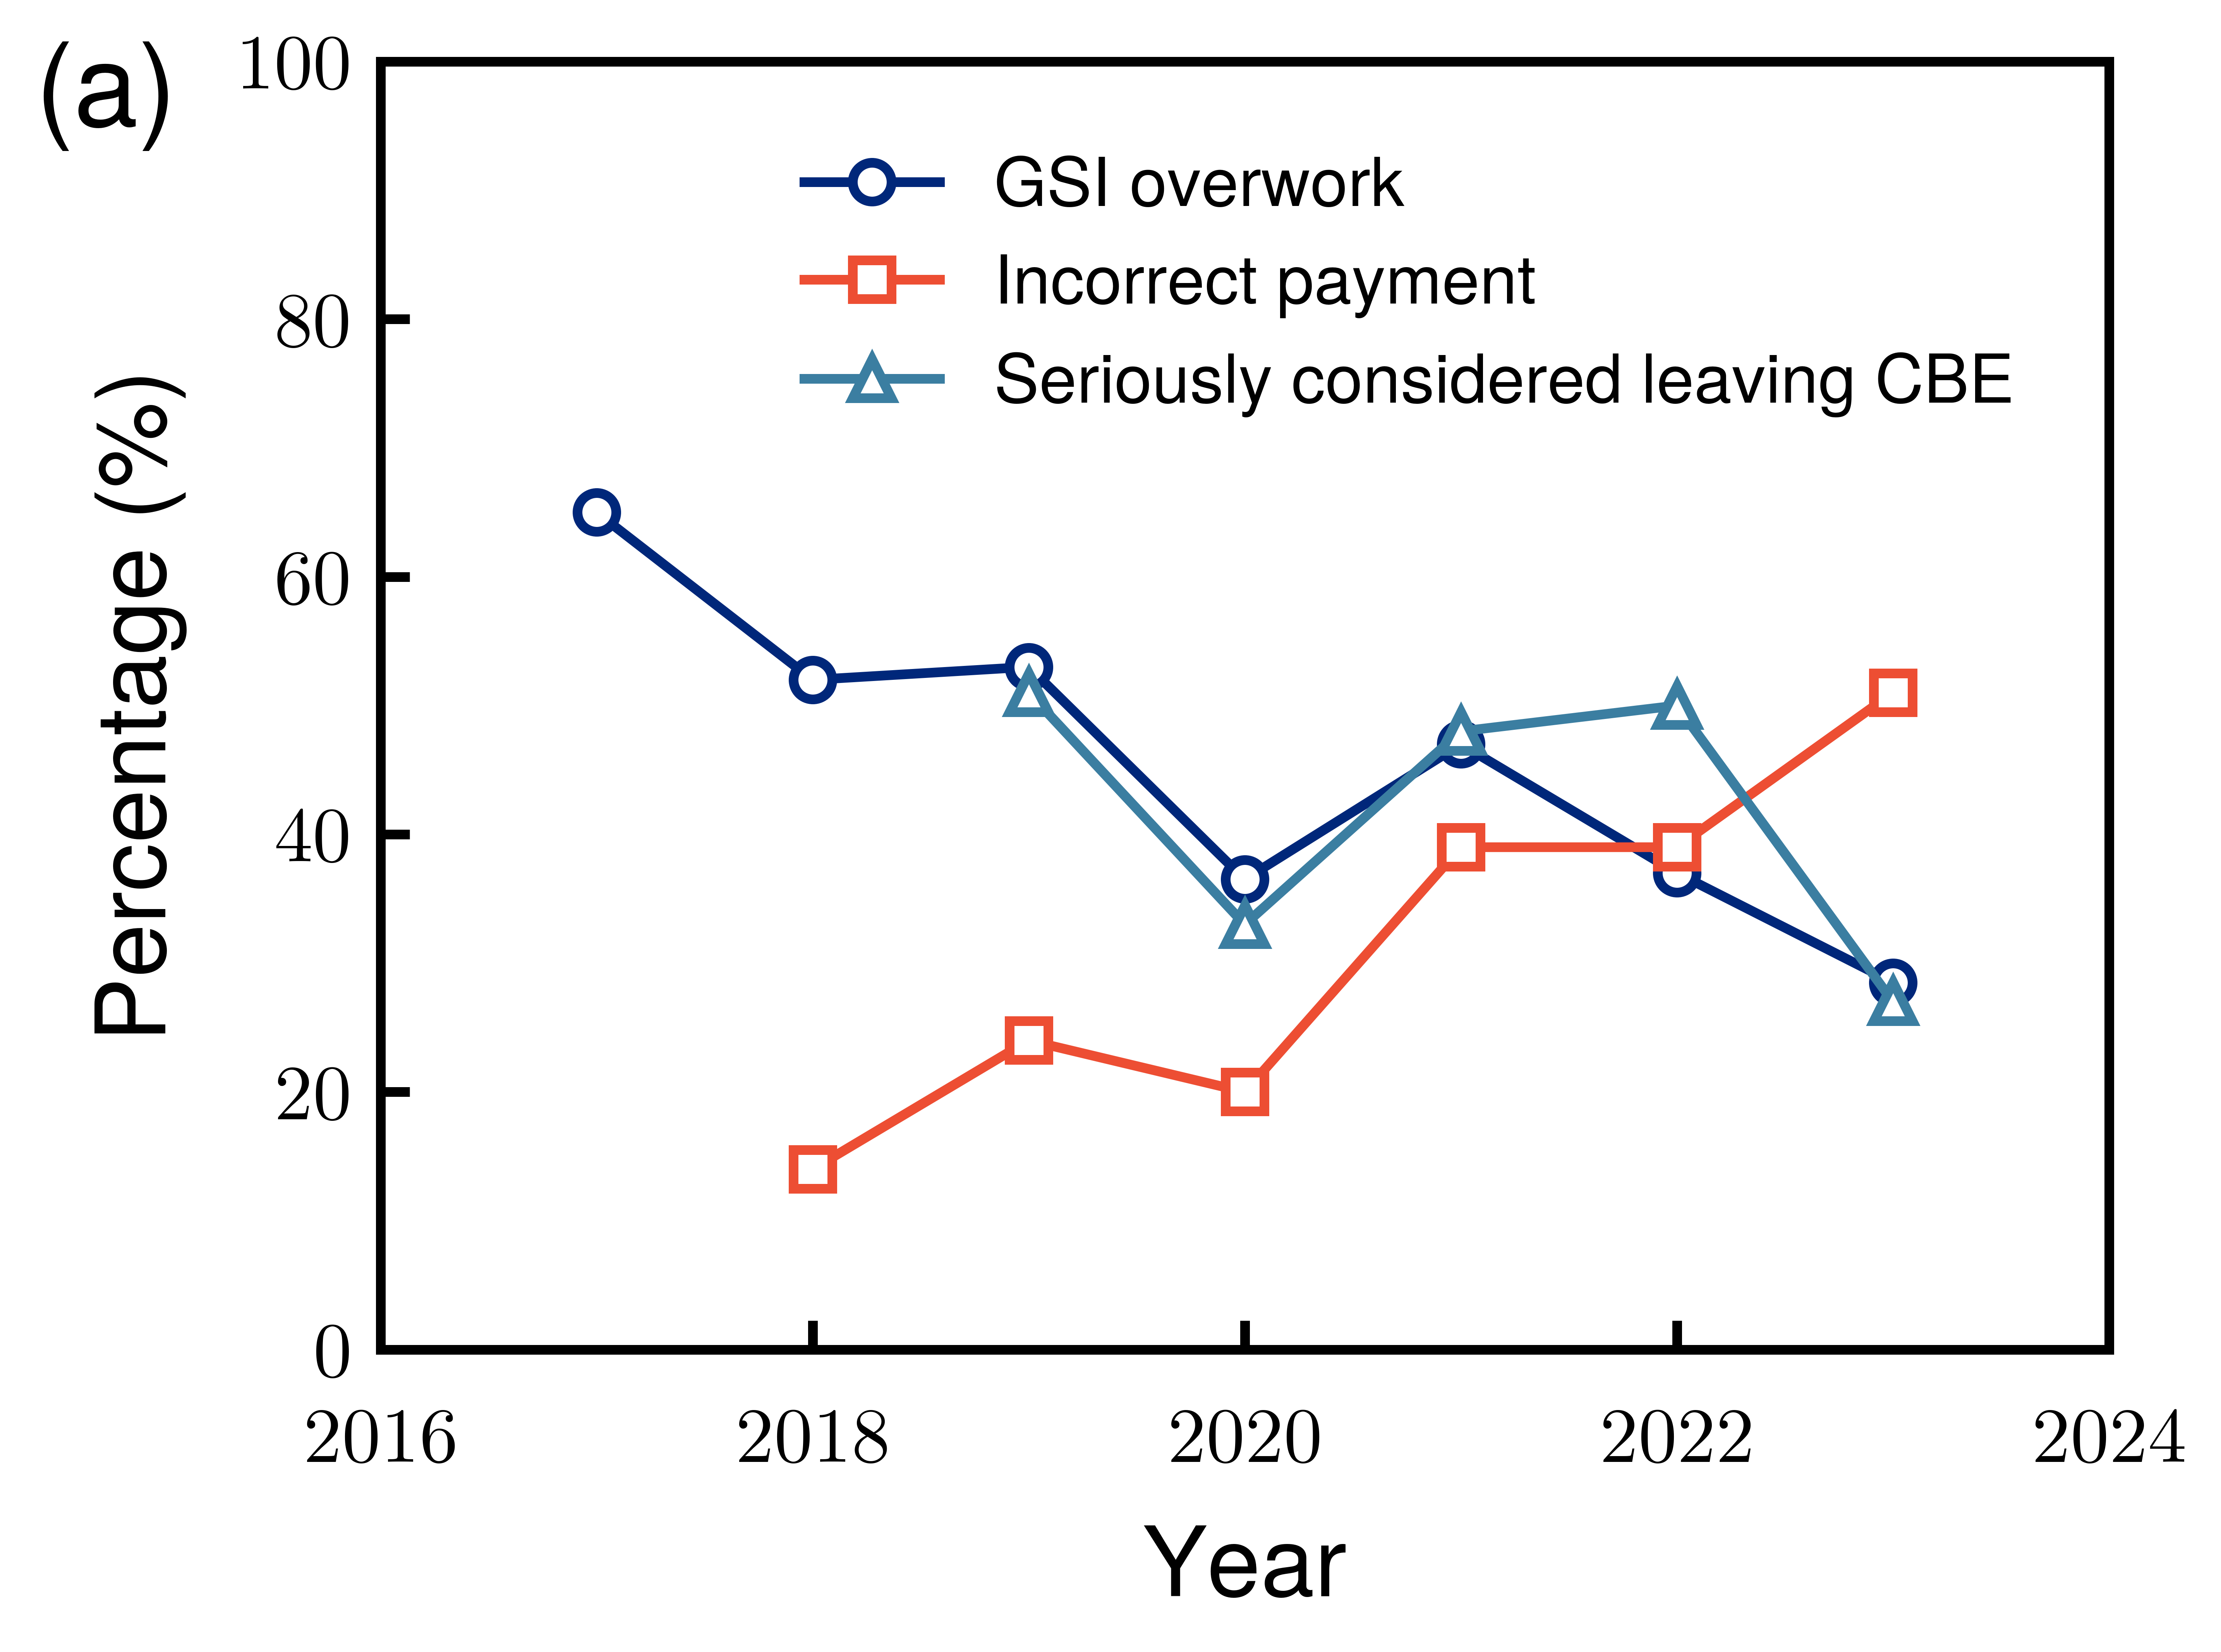 (a)
100
80
60
40
20
0
Percentage (%)
GSI overwork
Incorrect payment
Seriously considered leaving CBE
2016 2018 2020 2022 2024
Year